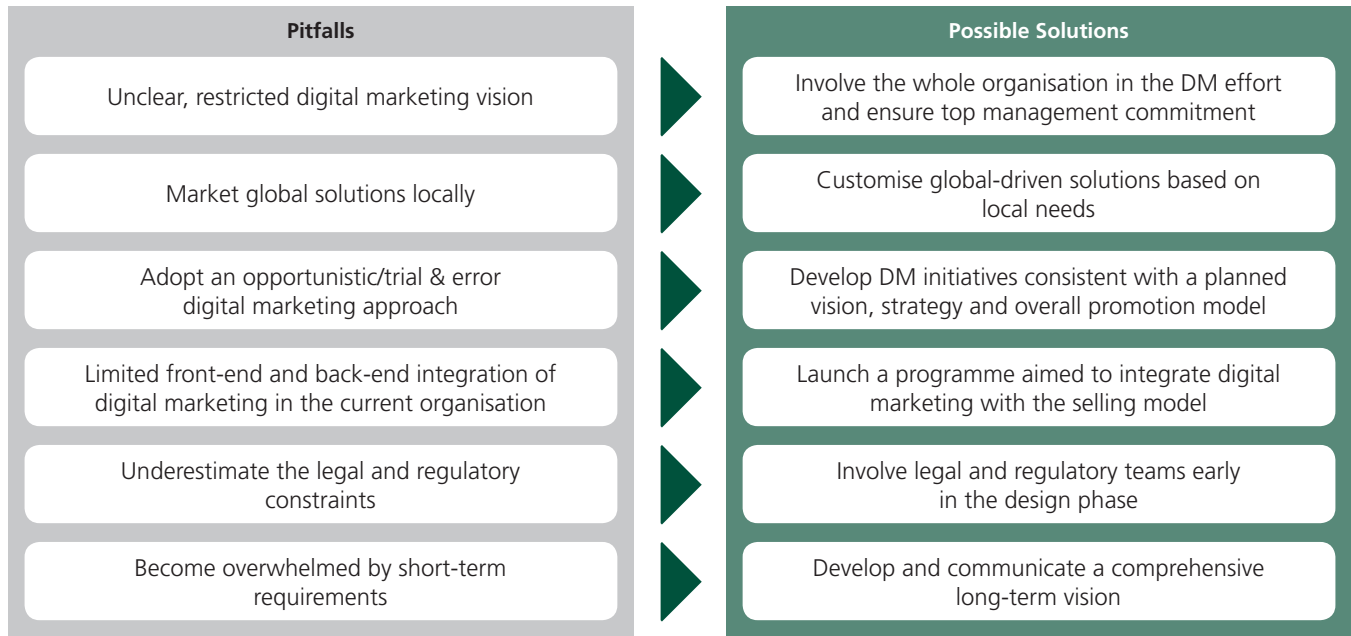 Pitfalls
Possible Solutions
Unclear, restricted digital marketing vision
Involve the whole organisation in the DM effort
and ensure top management commitment
Market global solutions locally
Customise global-driven solutions based on
local needs
Adopt an opportunistic/trial & error
digital marketing approach
Develop DM initiatives consistent with a planned
vision, strategy and overall promotion model
Limited front-end and back-end integration of
digital marketing in the current organisation
Launch a programme aimed to integrate digital
marketing with the selling model
Underestimate the legal and regulatory
constraints
Involve legal and regulatory teams early
in the design phase
Become overwhelmed by short-term
requirements
Develop and communicate a comprehensive
long-term vision